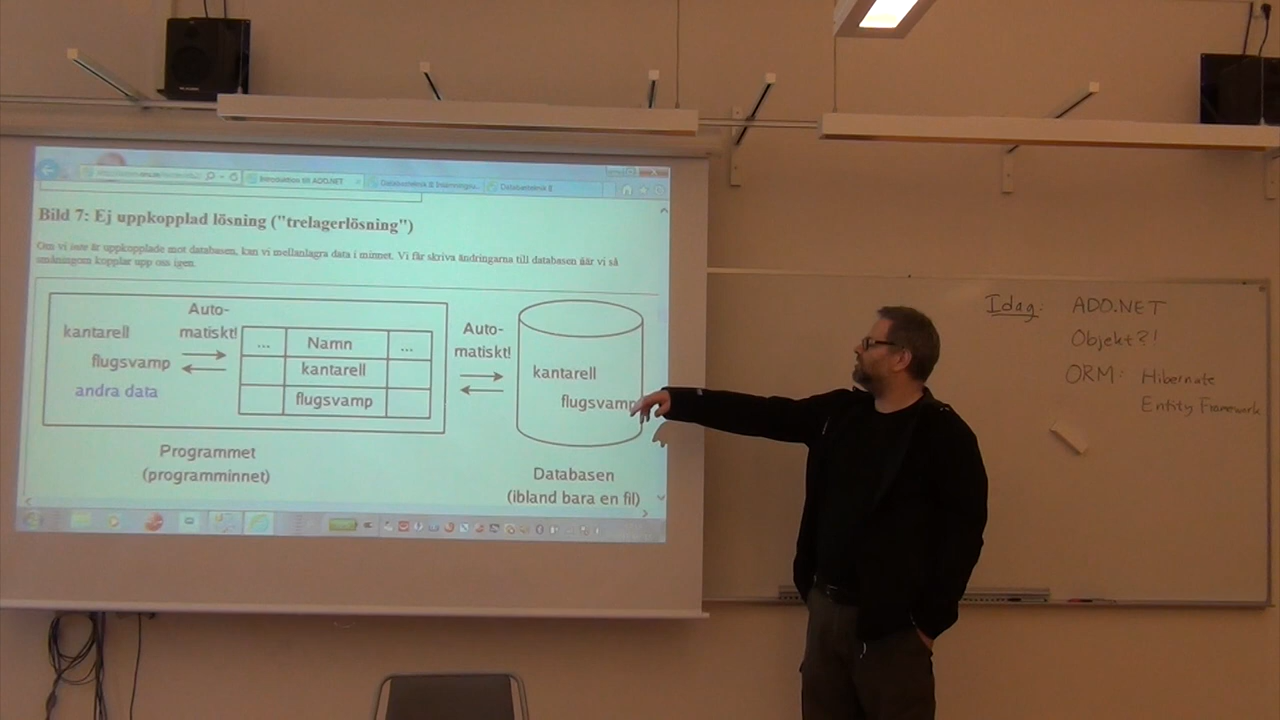 Introduktion till ADO.NET
Databasteknik II
Bild 7: Ej uppkopplad lösning ("trelagerlösning")
Om vi inte är uppkopplade mot databasen, kan vi mellanlagra data i minnet. Vi får skriva ändringarna till databasen när vi så
småningom kopplar upp oss igen.
Auto-
matiskt!
kantarell
flugsvamp
andra data
... Namn ...
kantarell
flugsvamp
Auto-
matiskt!
kantarell
flugsvamp
Programmet
(programminnet)
Databasen
(ibland bara en fil)
Idag: ADO.NET
Objekt?!
ORM: Hibernate
Entity Framework